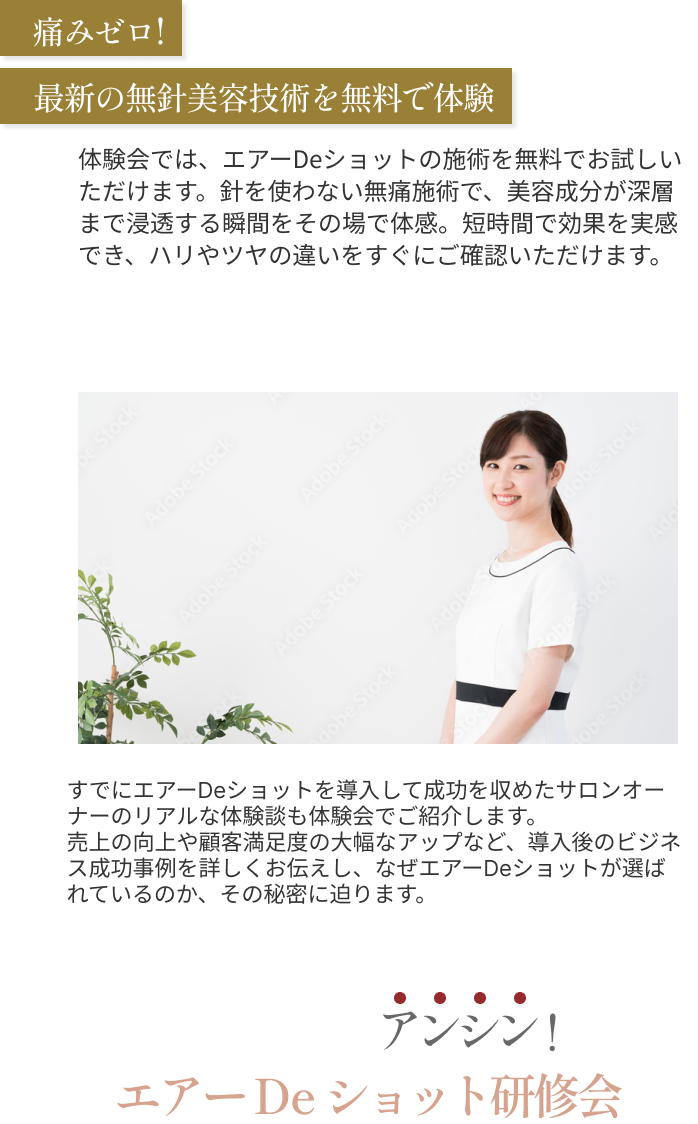 痛みゼロ!
最新の無針美容技術を無料で体験
体験会では、エアーDeショットの施術を無料でお試しい
ただけます。針を使わない無痛施術で、美容成分が深層
まで浸透する瞬間をその場で体感。短時間で効果を実感
でき、ハリやツヤの違いをすぐにご確認いただけます。
Adobe Stock
すでにエアーDeショットを導入して成功を収めたサロンオー
ナーのリアルな体験談も体験会でご紹介します。
売上の向上や顧客満足度の大幅なアップなど、導入後のビジネ
ス成功事例を詳しくお伝えし、なぜエアーDeショットが選ば
れているのか、その秘密に迫ります。
アンシン!
エアーDe ショット研修会